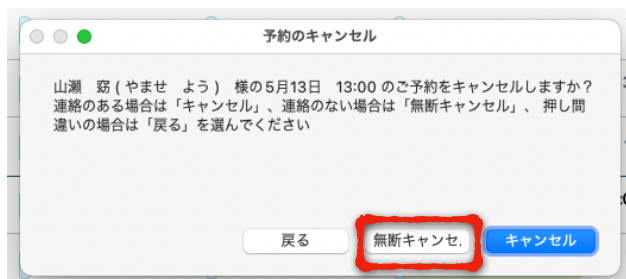 予約のキャンセル
山瀬　窈 ( やませ　よう )　様の5月13日　13:00 のご予約をキャンセルしますか？
連絡のある場合は「キャンセル」、連絡のない場合は「無断キャンセル」、 押し間
違いの場合は「戻る」を選んでください
戻る
無断キャンセ.
キャンセル